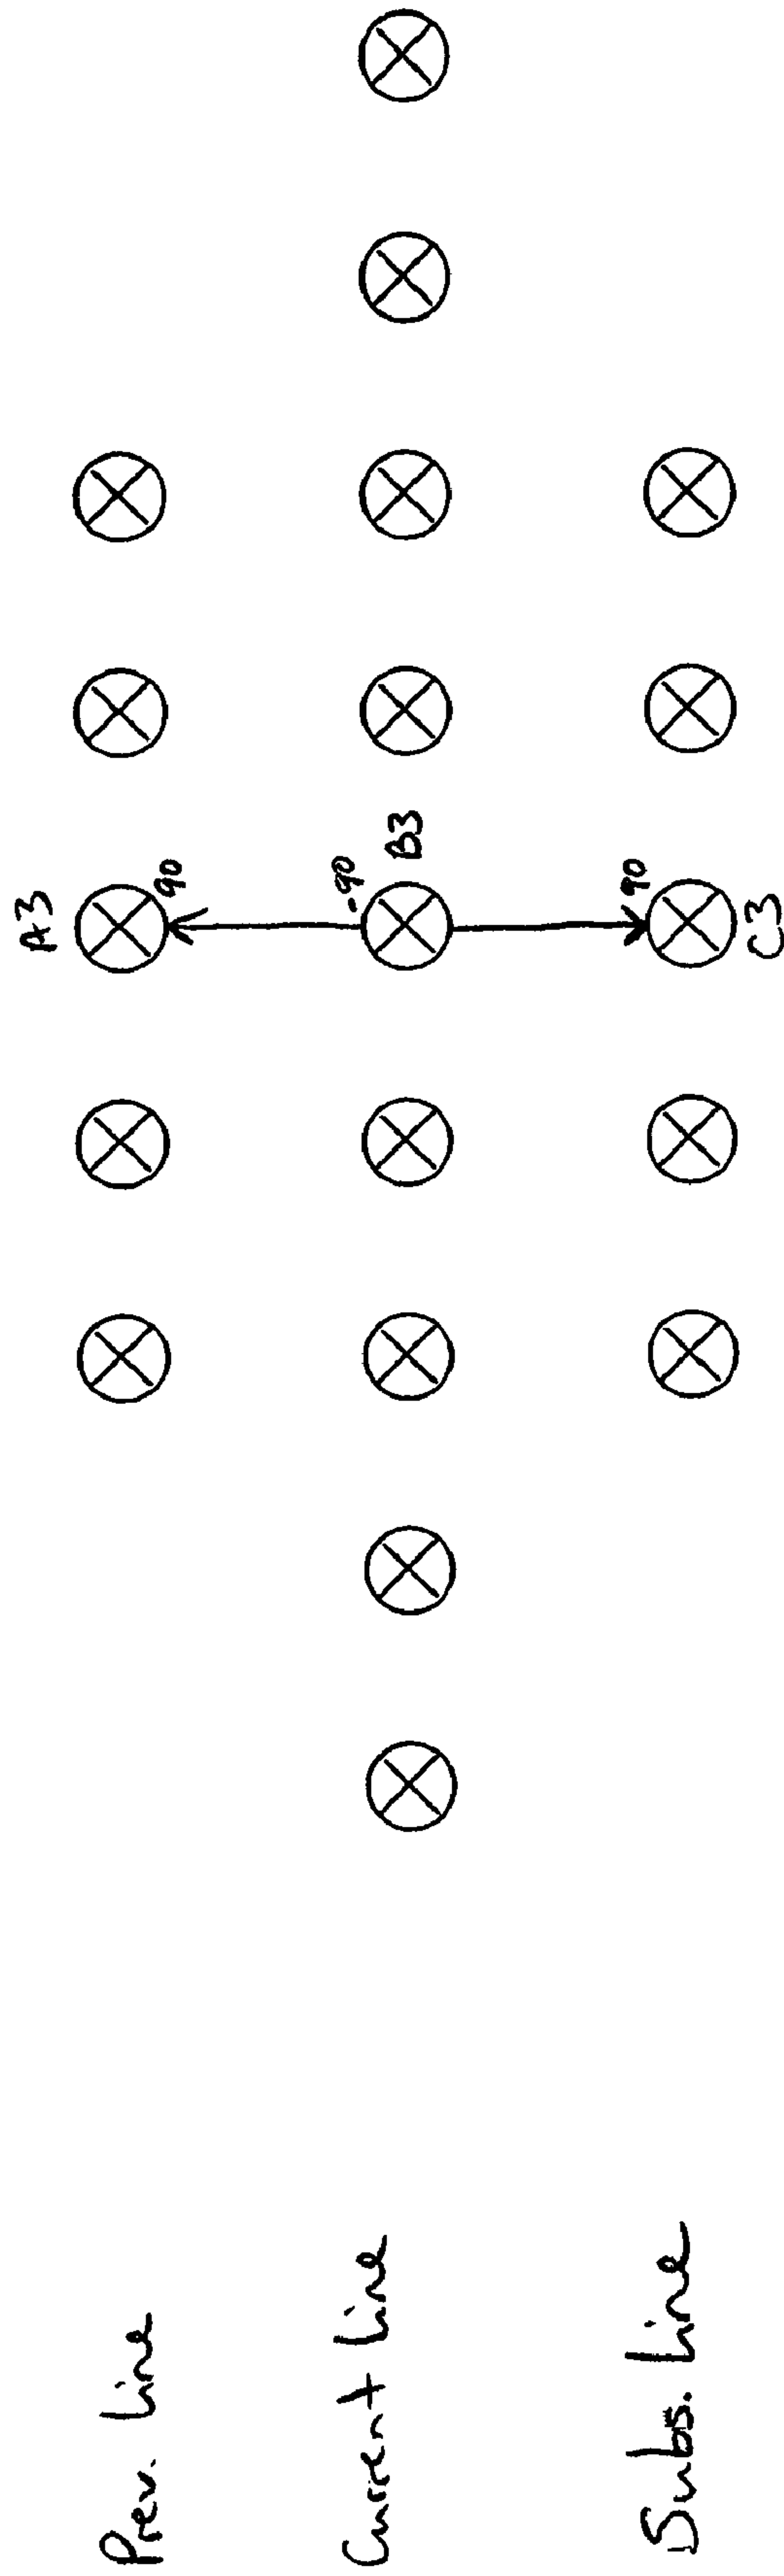 A3
90
-90
B3
90
C3
Prev. Line
Current Line
Subs. Line